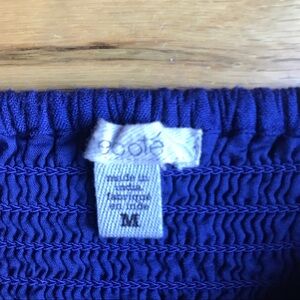 ecoté
made in
india
fabriqué
en inde
M